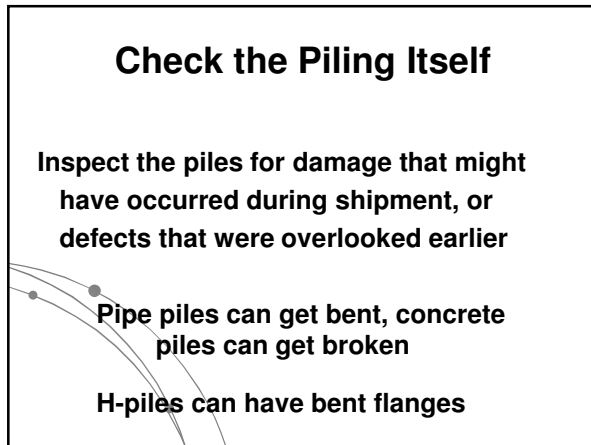 Check the Piling Itself
Inspect the piles for damage that might
have occurred during shipment, or
defects that were overlooked earlier
Pipe piles can get bent, concrete
piles can get broken
H-piles can have bent flanges